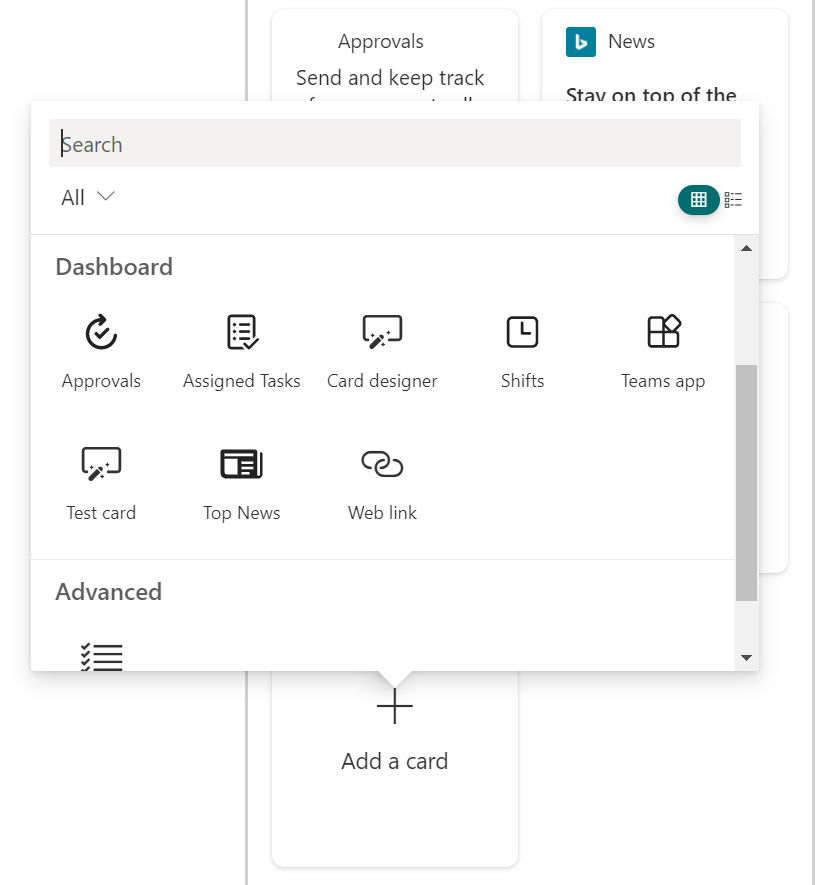 Approvals
News
Send and keep track
Stay on top of the
Search
All
Dashboard
Approvals
Assigned Tasks
Card designer
Shifts
Teams app
Test card
Top News
Web link
Advanced
Add a card